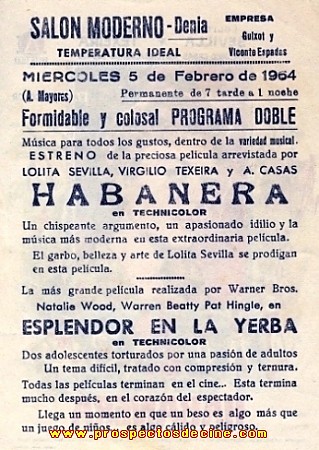 SALON MODERNO - Denia
EMPRESA
Guixot y
Vicente Espadas
TEMPERATURA IDEAL
MIERCOLES 5 de Febrero de 1964
(A. Mayores) Permanente de 7 tarde a 1 noche
Formidable y colosal PROGRAMA DOBLE
Música para todos los gustos, dentro de la variedad musical.
ESTRENO de la preciosa película arrevistada por
LOLITA SEVILLA, VIRGILIO TEXEIRA y A. CASAS
HABANERA
en TECHNICOLOR
Un chispeante argumento, un apasionado idilio y la
música más moderna en esta extraordinaria película.
El garbo, belleza y arte de Lolita Sevilla se prodigan
en esta película.
La más grande película realizada por Warner Bros.
Natalie Wood, Warren Beatty Pat Hingle, en
ESPLENDOR EN LA YERBA
en TECHNICOLOR
Dos adolescentes torturados por una pasión de adultos
Un tema difícil, tratado con compresión y ternura.
Todas las películas terminan en el cine... Esta termina
mucho después, en el corazón del espectador.
Llega un momento en que un beso es algo más que
un juego de niños... es algo cálido y peligroso.
www.prospectosdecine.com